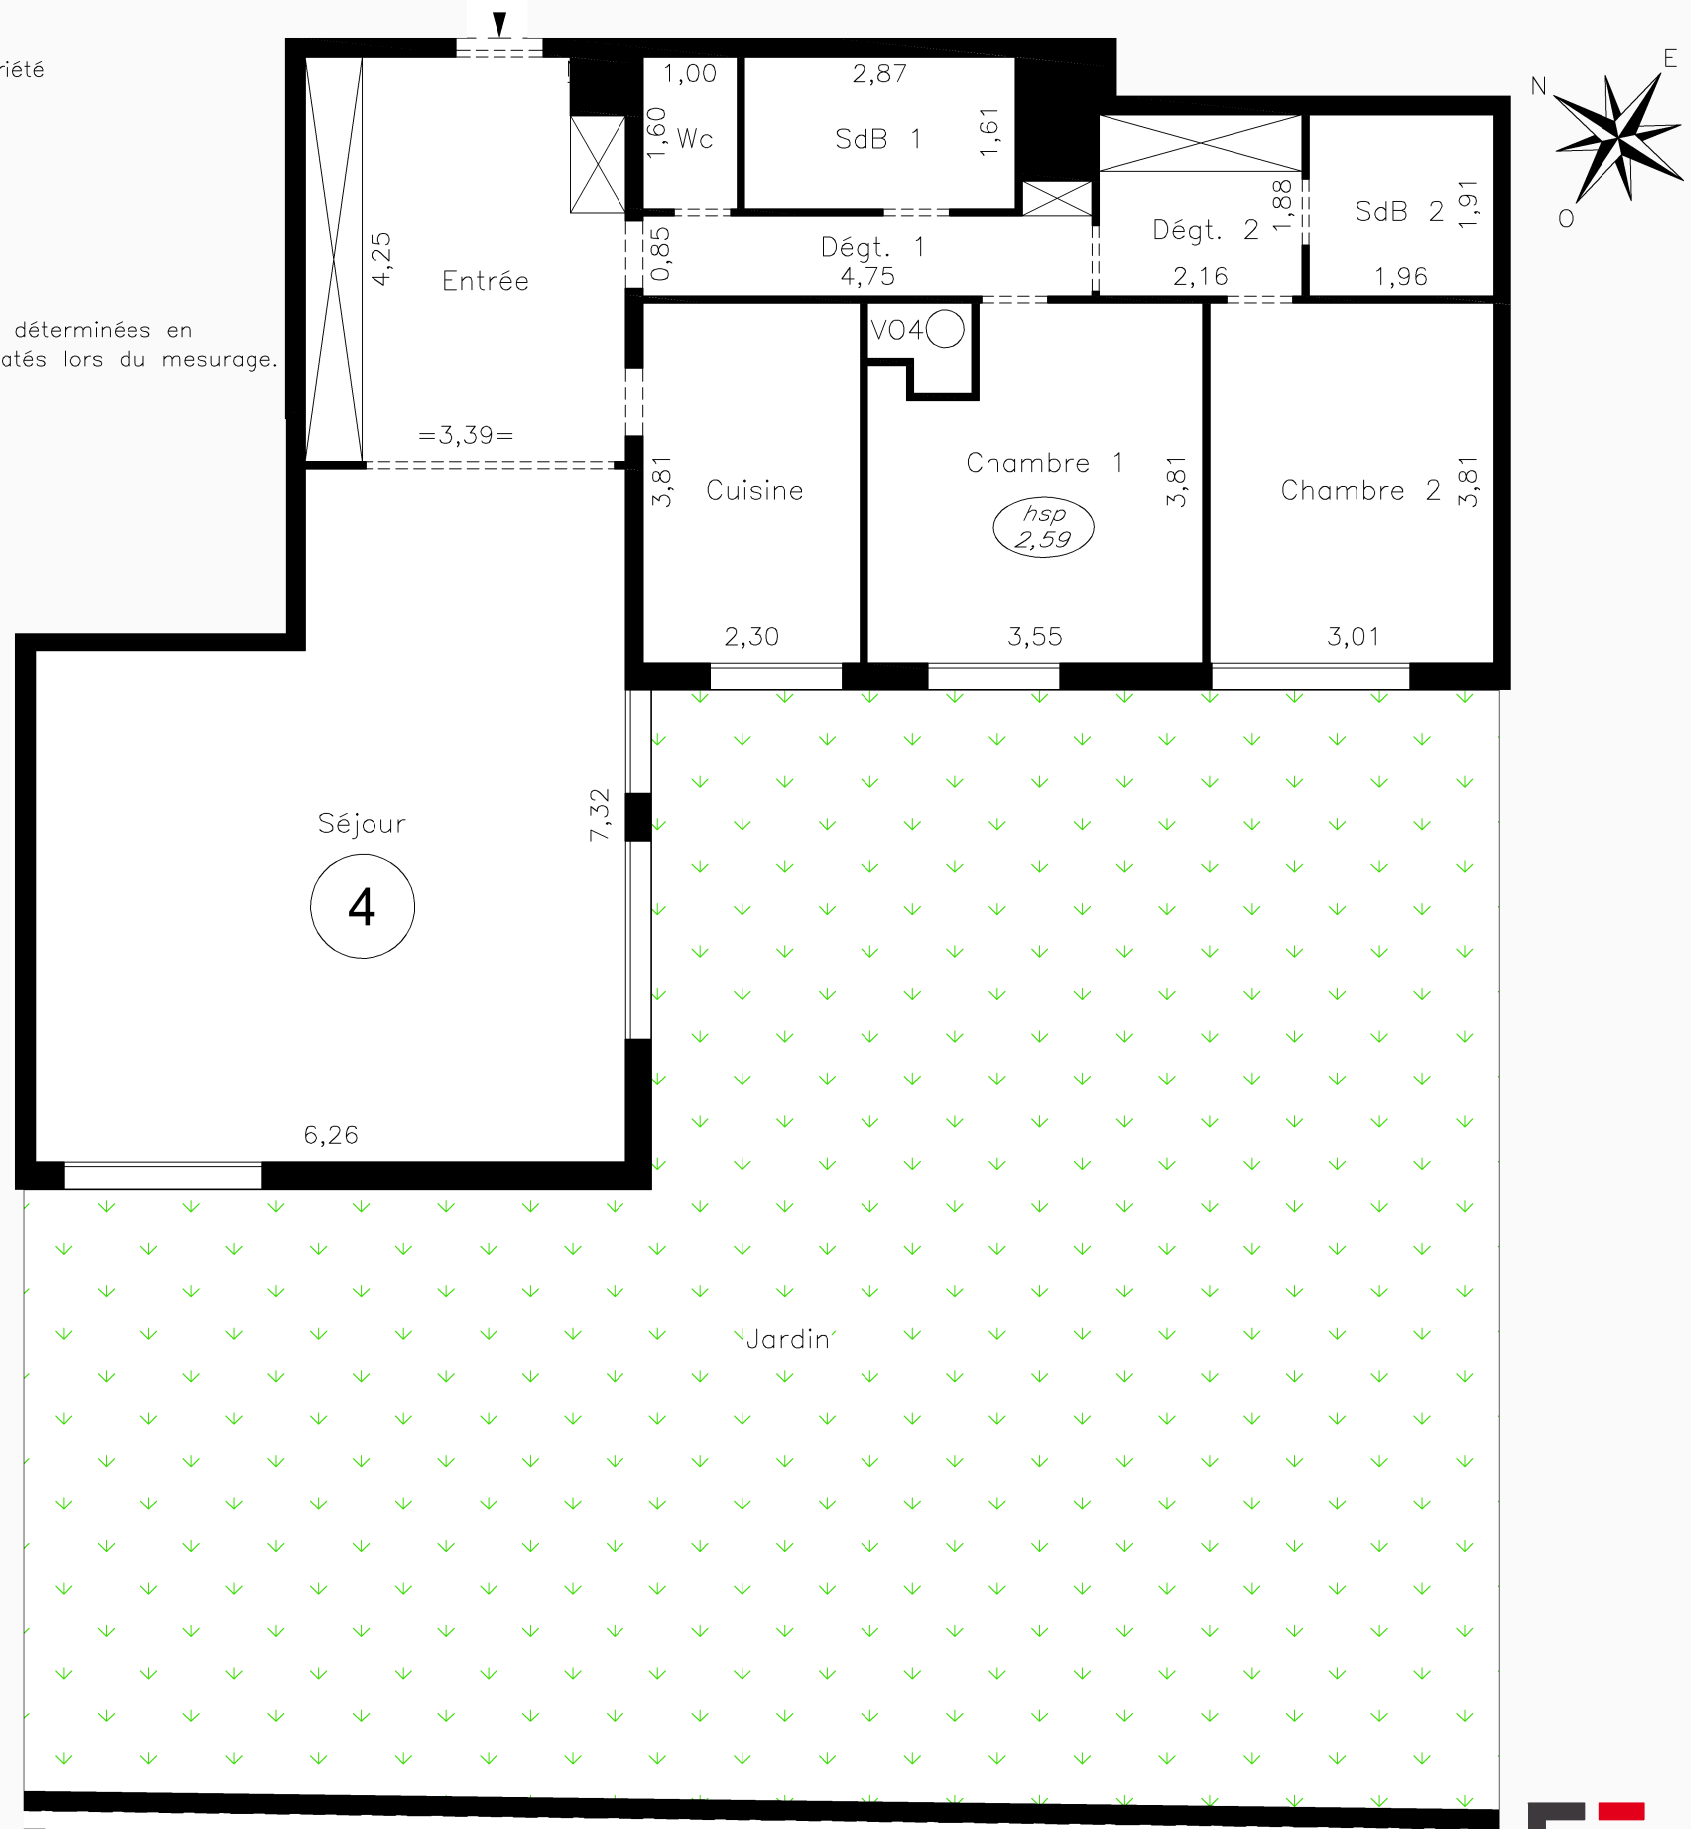 riété
N
E
O
déterminées en
atés lors du mesurage.
1,00
2,87
1,60
Wc
SdB 1
1,61
4,25
Entrée
0,85
Dégt. 1
4,75
Dégt. 2
1,88
2,16
SdB 2
1,91
1,96
=3,39=
VO4
3,81
Cuisine
2,30
Chambre 1
hsp
2,59
3,81
3,55
Chambre 2
3,81
3,01
Séjour
4
7,32
6,26
Jardin